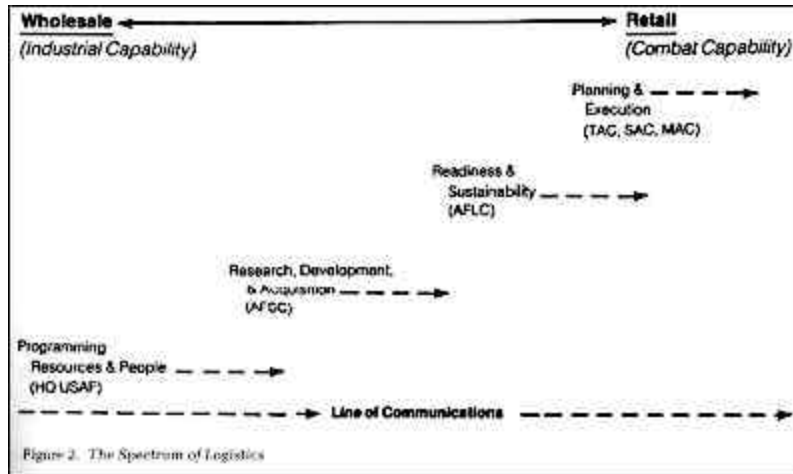 Wholesale Retail
(Industrial Capability) (Combat Capability)
Planning &
Execution
(TAC, SAC, MAC)
Readiness &
Sustainability
(AFLC)
Research, Development,
& Acquisition
(AFSC)
Programming
Resources & People
(HQ USAF)
Line of Communications
Figure 2. The Spectrum of Logistics